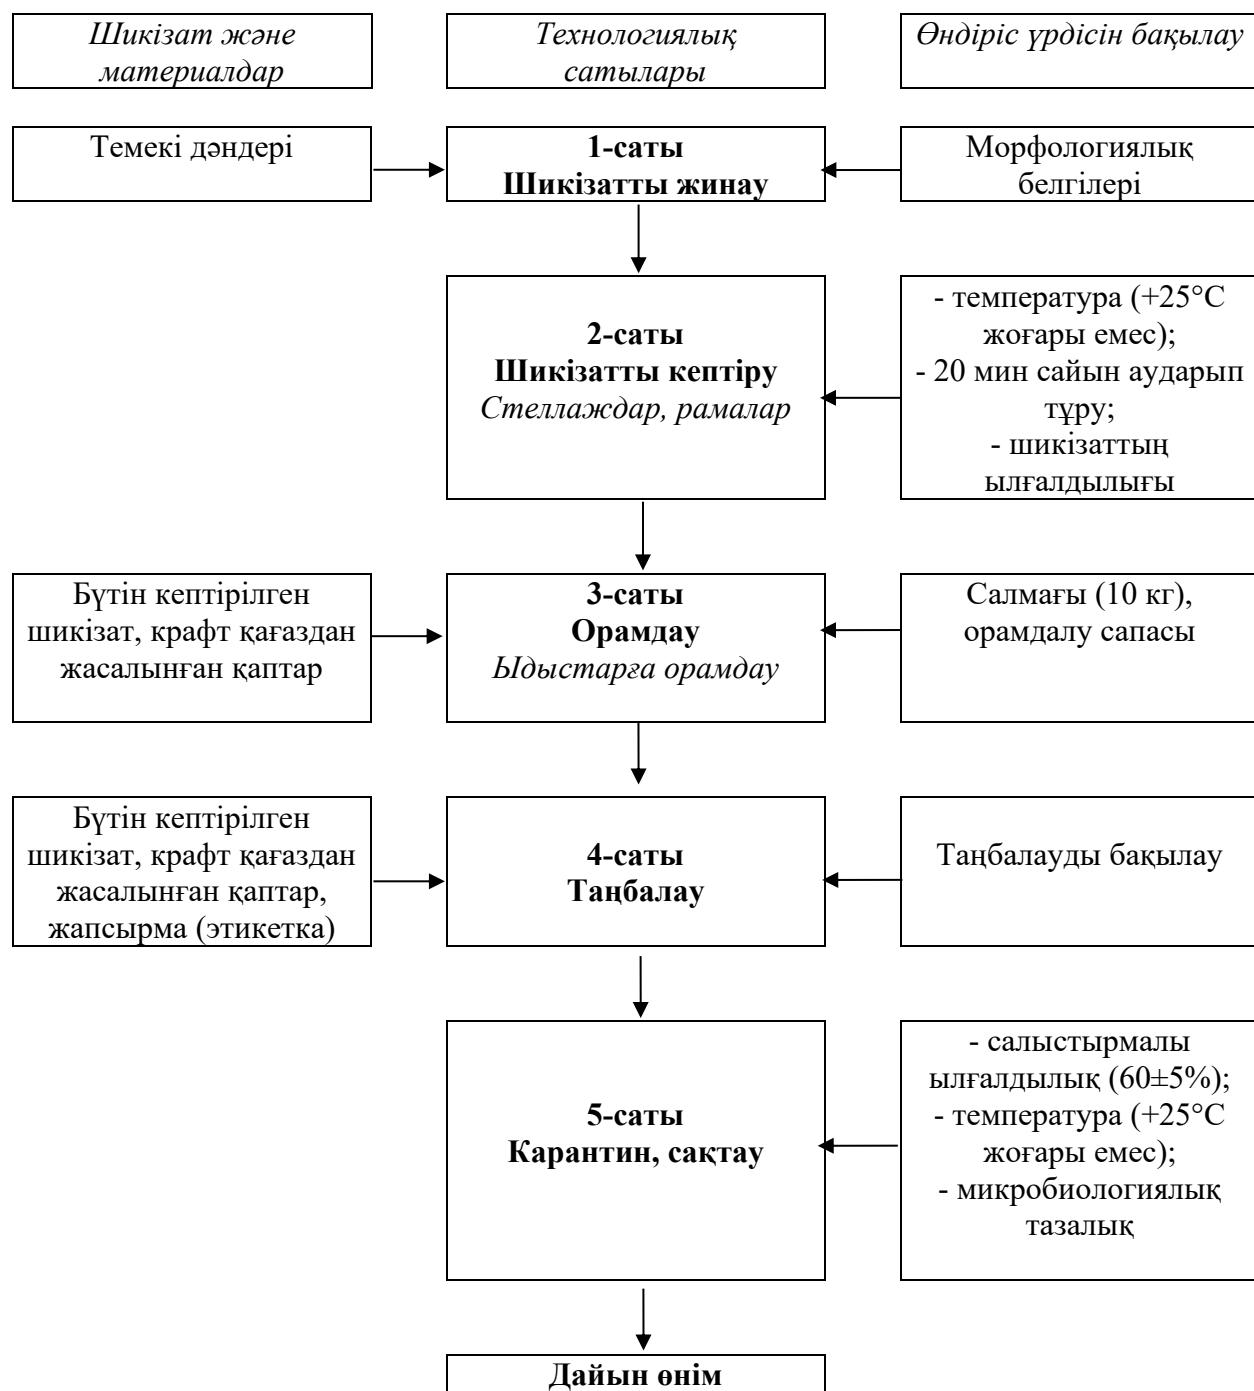 Шикізат және
материалдар
Технологиялық
сатылары
Өндіріс үрдісін бақылау
Темекі дәндері
1-саты
Шикізатты жинау
Морфологиялық
белгілері
2-саты
Шикізатты кептіру
Стеллаждар, рамалар
- температура (+25°С
жоғары емес);
- 20 мин сайын аударып
тұру;
- шикізаттың
ылғалдылығы
Бүтін кептірілген
шикізат, крафт қағаздан
жасалынған қаптар
3-саты
Орамдау
Ыдыстарға орамдау
Салмағы (10 кг),
орамдалу сапасы
Бүтін кептірілген
шикізат, крафт қағаздан
жасалынған қаптар,
жапсырма (этикетка)
4-саты
Таңбалау
Таңбалауды бақылау
5-саты
Карантин, сақтау
- салыстырмалы
ылғалдылық (60±5%);
- температура (+25°С
жоғары емес);
- микробиологиялық
тазалық
Дайын өнім